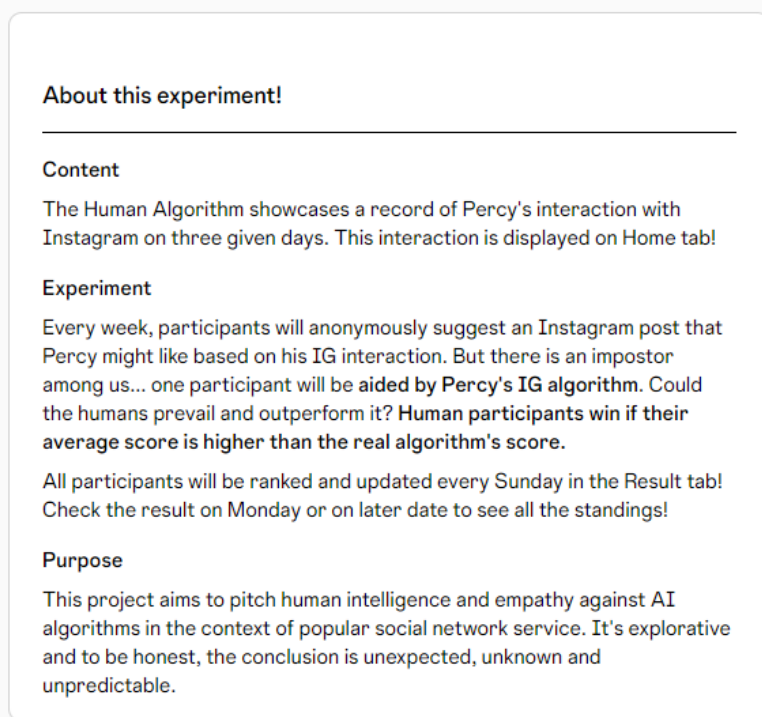 About this experiment!
Content
The Human Algorithm showcases a record of Percy's interaction with
Instagram on three given days. This interaction is displayed on Home tab!
Experiment
Every week, participants will anonymously suggest an Instagram post that
Percy might like based on his IG interaction. But there is an impostor
among us... one participant will be aided by Percy's IG algorithm. Could
the humans prevail and outperform it? Human participants win if their
average score is higher than the real algorithm's score.
All participants will be ranked and updated every Sunday in the Result tab!
Check the result on Monday or on later date to see all the standings!
Purpose
This project aims to pitch human intelligence and empathy against AI
algorithms in the context of popular social network service. It's explorative
and to be honest, the conclusion is unexpected, unknown and
unpredictable.